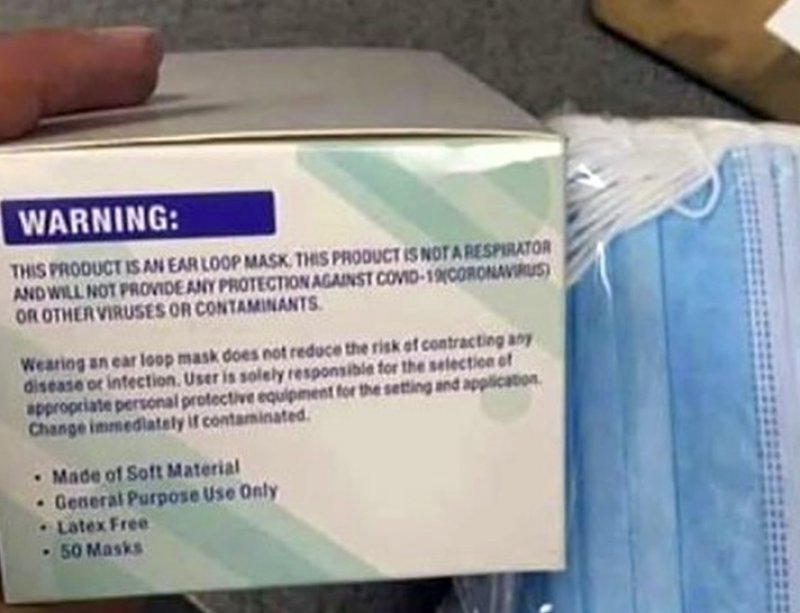 WARNING:
THIS PRODUCT IS AN EAR LOOP MASK. THIS PRODUCT IS NOT A RESPIRATOR
AND WILL NOT PROVIDE ANY PROTECTION AGAINST COVID-19(CORONAVIRUS)
OR OTHER VIRUSES OR CONTAMINANTS.
Wearing an ear loop mask does not reduce the risk of contracting any
disease or infection. User is solely responsible for the selection of
appropriate personal protective equipment for the setting and application.
Change immediately if contaminated.
• Made of Soft Material
• General Purpose Use Only
• Latex Free
• 50 Masks